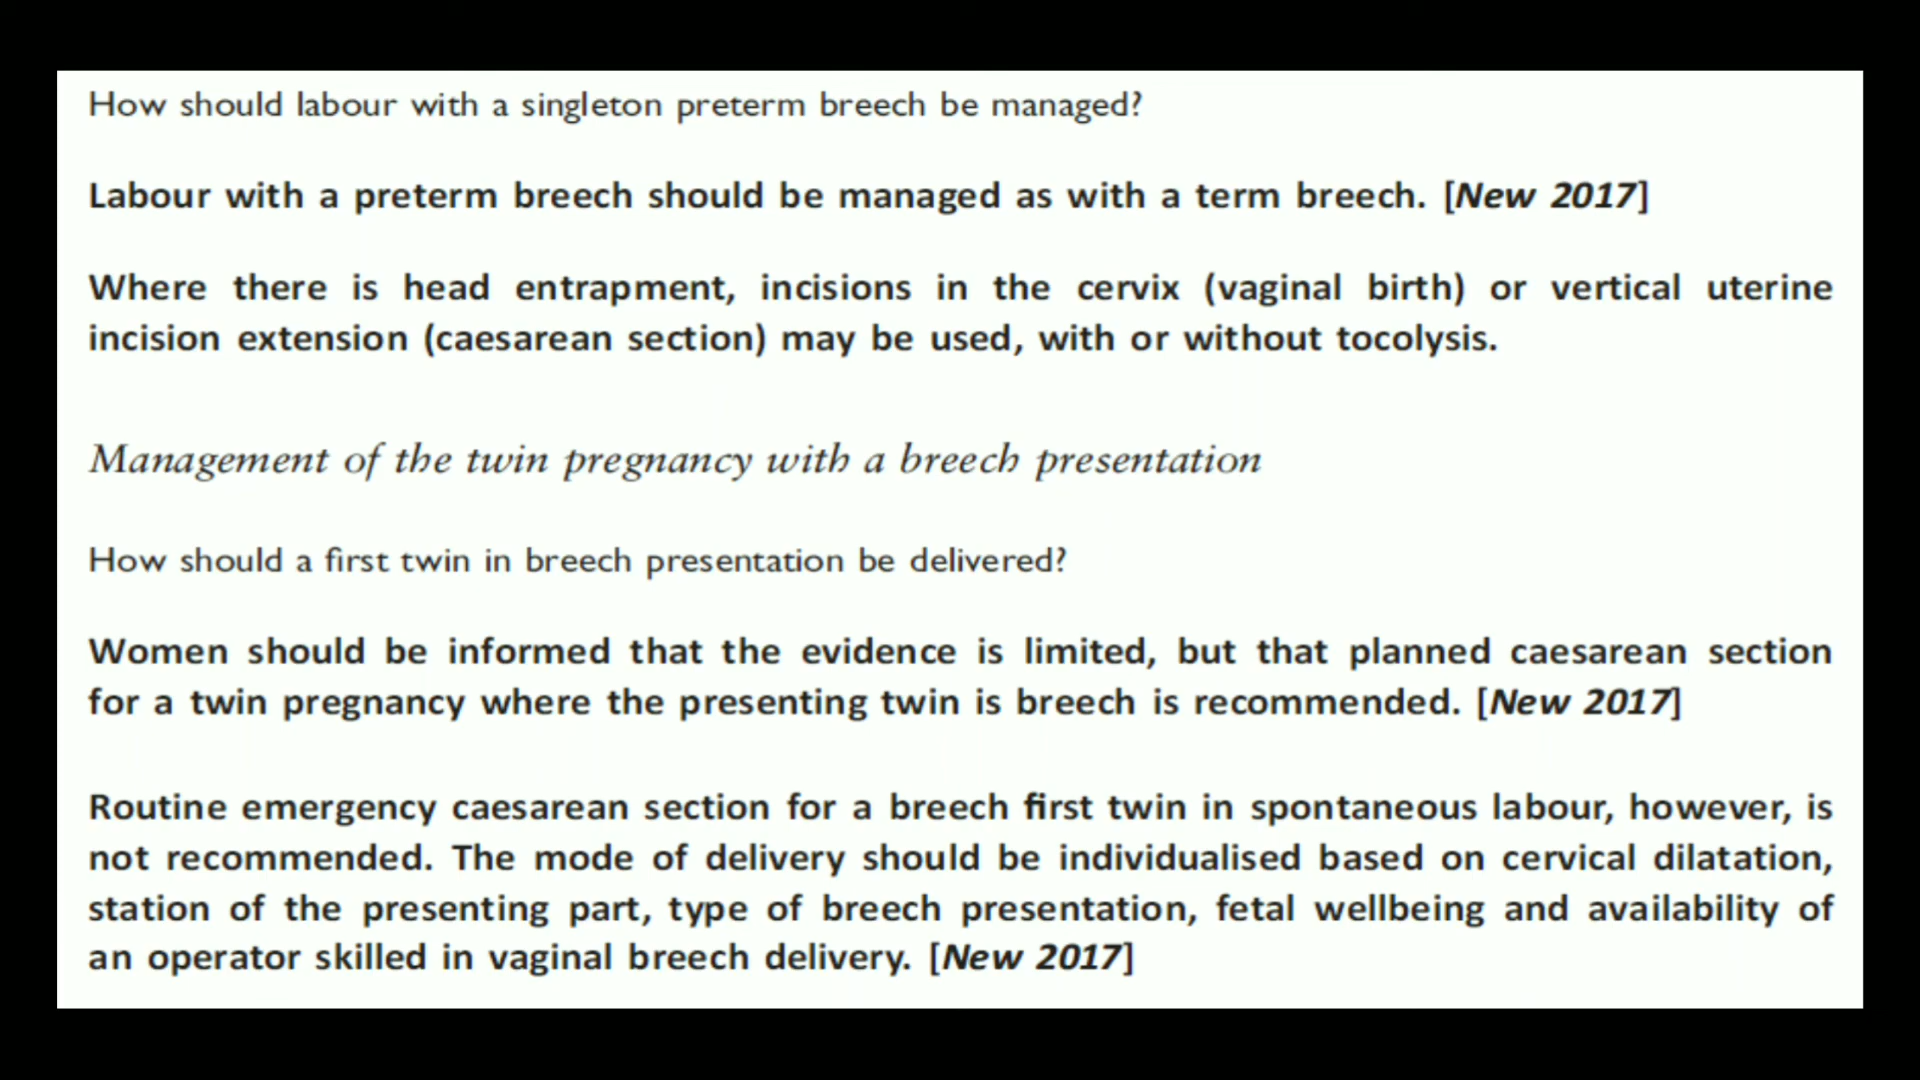 How should labour with a singleton preterm breech be managed?
Labour with a preterm breech should be managed as with a term breech. [New 2017]
Where there is head entrapment, incisions in the cervix (vaginal birth) or vertical uterine
incision extension (caesarean section) may be used, with or without tocolysis.
Management of the twin pregnancy with a breech presentation
How should a first twin in breech presentation be delivered?
Women should be informed that the evidence is limited, but that planned caesarean section
for a twin pregnancy where the presenting twin is breech is recommended. [New 2017]
Routine emergency caesarean section for a breech first twin in spontaneous labour, however, is
not recommended. The mode of delivery should be individualised based on cervical dilatation,
station of the presenting part, type of breech presentation, fetal wellbeing and availability of
an operator skilled in vaginal breech delivery. [New 2017]